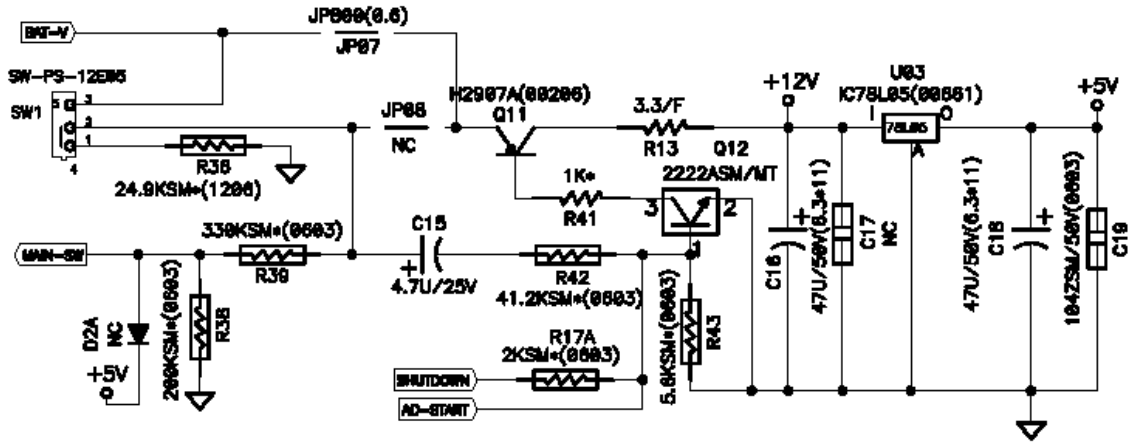 JP800(0.6)
BAT-V
JP07
SW-PS-12E05
SW1
5
3
2
1
4
JP08
NC
H2907A(00206)
Q11
3.3/F
R13
Q12
+12V
U03
IC78L05(00661)
I
O
78L05
A
+5V
R36
24.9KSM*(1206)
1K*
R41
2222ASM/MT
3
2
1
330KSM*(0603)
MAIN-SW
R39
C15
+
4.7U/25V
R42
41.2KSM*(0603)
C16
+
47U/50V(6.3*11)
C17
NC
47U/50V(6.3*11)
C18
+
104ZSM/50V(0603)
C19
D2A
NC
+5V
200KSM*(0603)
R38
R17A
2KSM*(0603)
5.6KSM*(0603)
R43
SHUTDOWN
AD-START